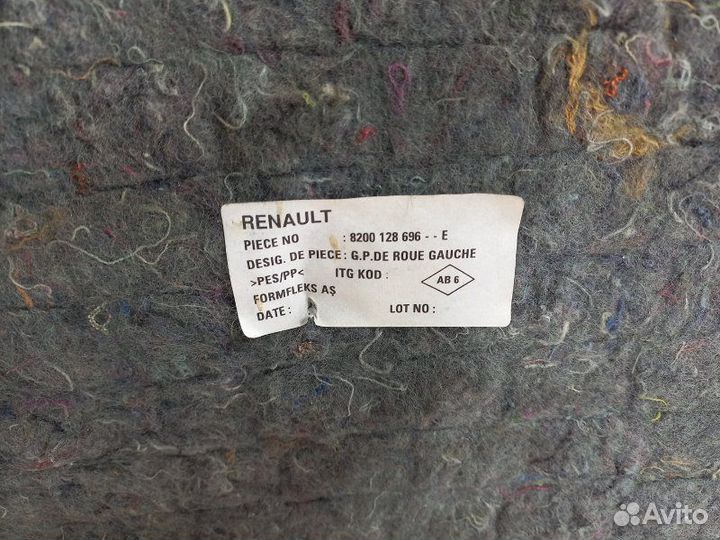 RENAULT
PIECE NO : 8200 128 696 - - E
DESIG. DE PIECE : G.P.DE ROUE GAUCHE
>PES/PP< ITG KOD : AB 6
FORMFLEKS AŞ
DATE : LOT NO :
Avito